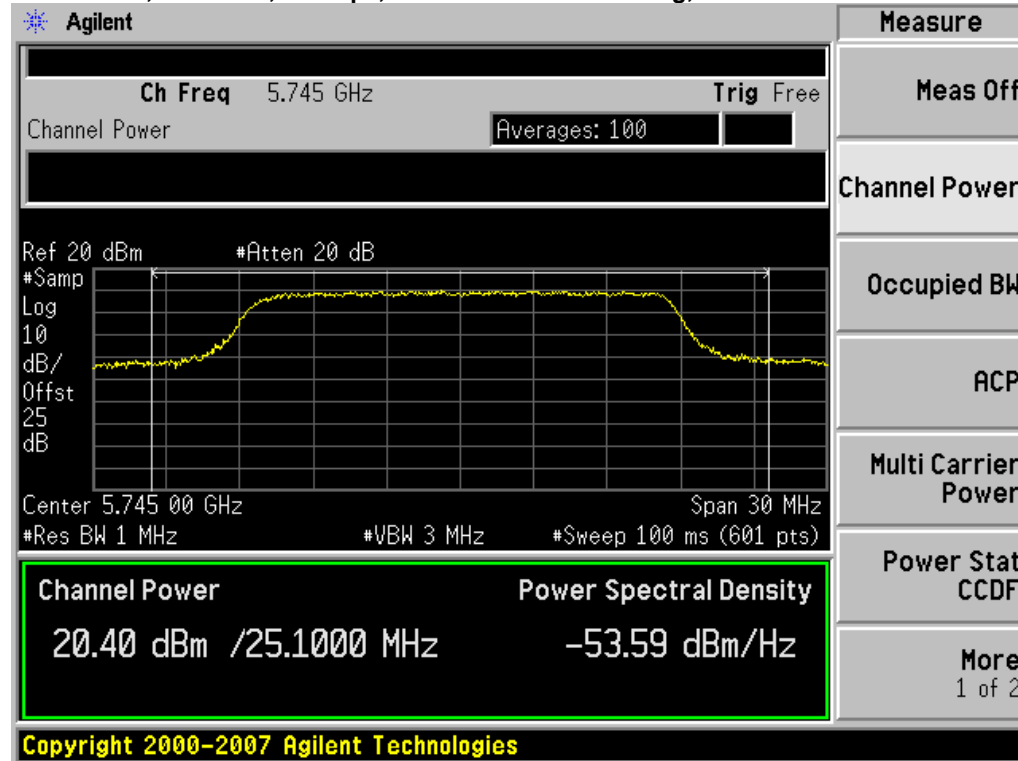 Agilent
Measure
Ch Freq 5.745 GHz Trig Free
Meas Off
Channel Power
Averages: 100
Channel Power
Ref 20 dBm #Atten 20 dB
#Samp
Log
10
dB/
Offst
25
dB
Occupied BW
ACP
Multi Carrier
Power
Center 5.745 00 GHz Span 30 MHz
#Res BW 1 MHz #VBW 3 MHz #Sweep 100 ms (601 pts)
Power Stat
CCDF
Channel Power Power Spectral Density
20.40 dBm /25.1000 MHz -53.59 dBm/Hz
More
1 of 2
Copyright 2000-2007 Agilent Technologies